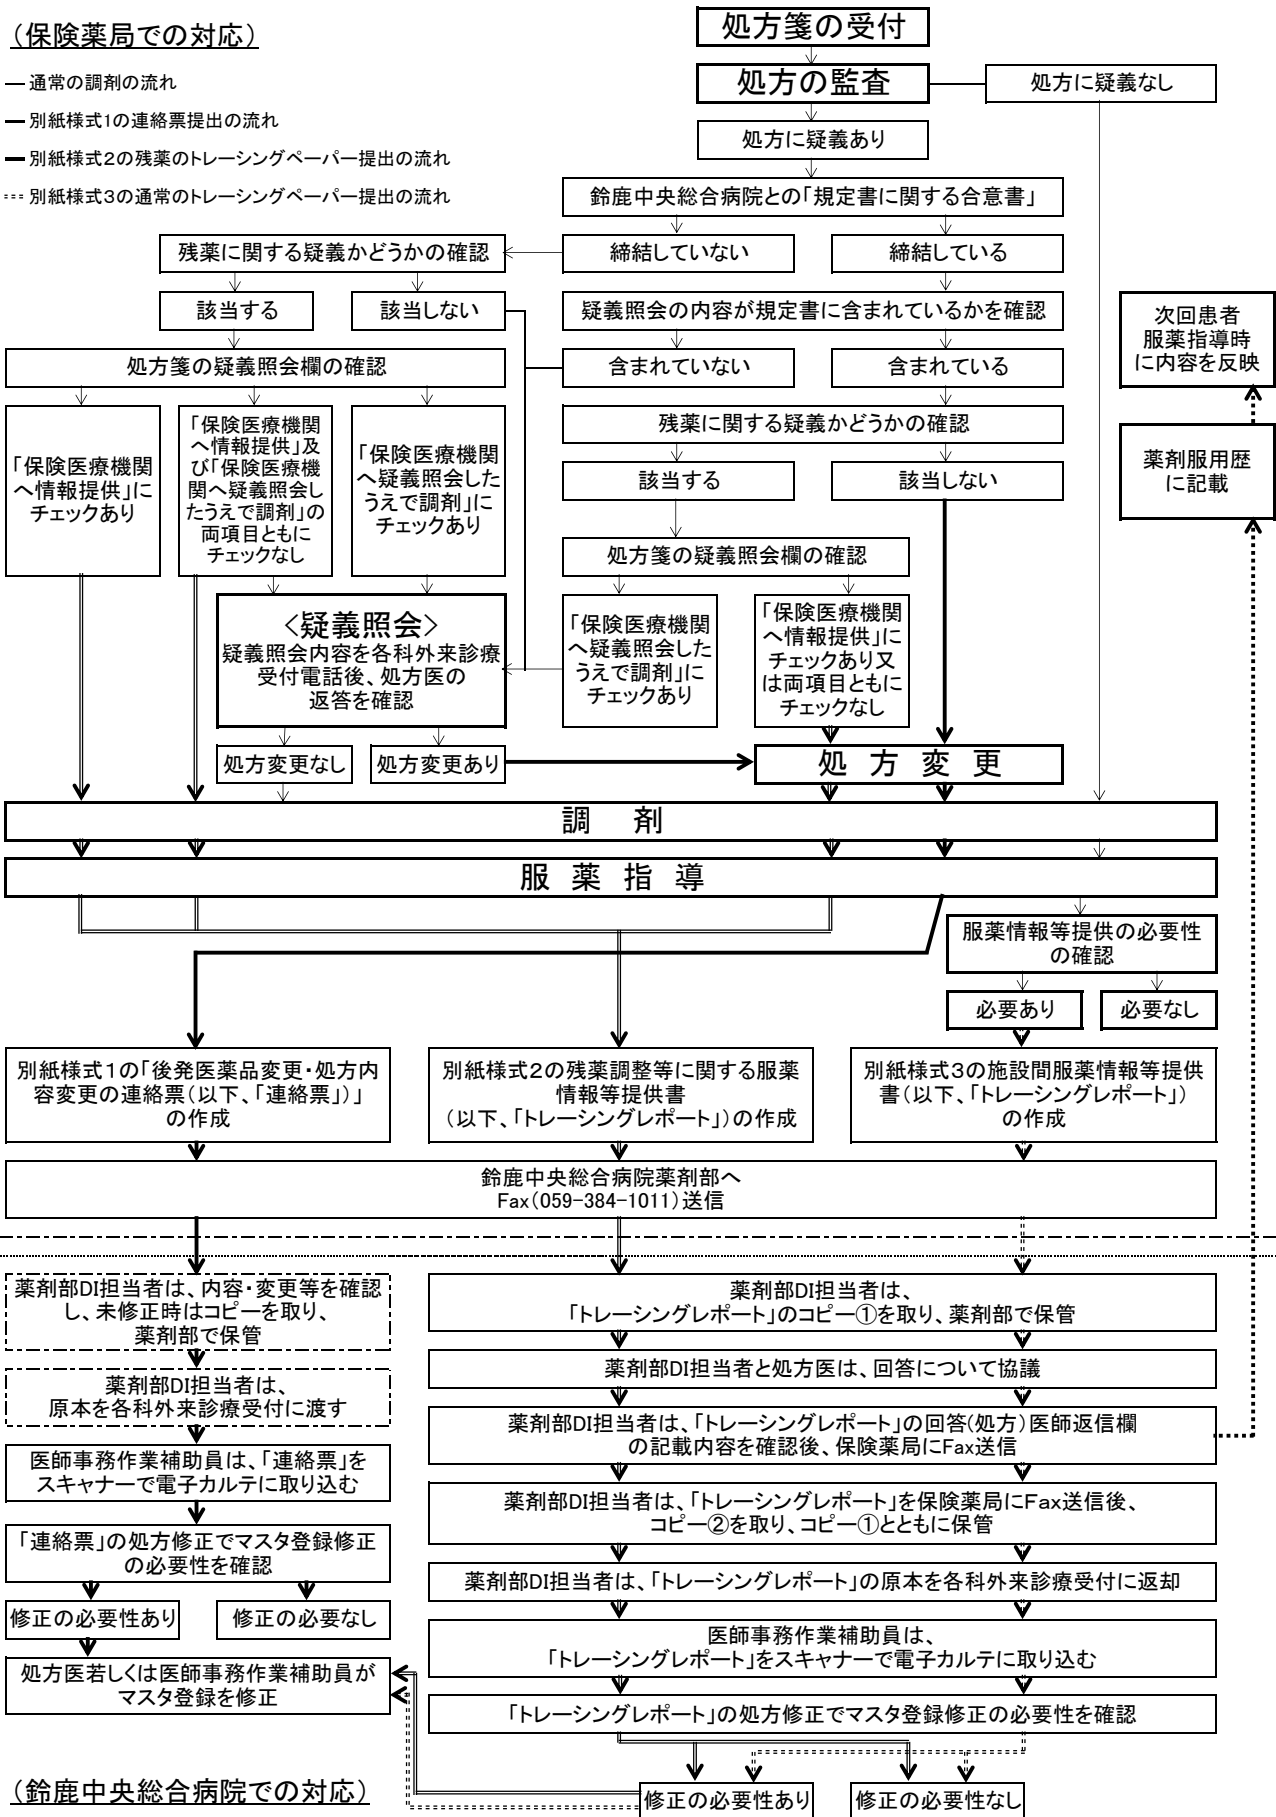 (保険薬局での対応)
処方箋の受付
処方の監査
処方に疑義なし
通常の調剤の流れ
別紙様式1の連絡票提出の流れ
別紙様式2の残薬のトレーシングペーパー提出の流れ
別紙様式3の通常のトレーシングペーパー提出の流れ
処方に疑義あり
鈴鹿中央総合病院との「規定書に関する合意書」
残薬に関する疑義かどうかの確認
締結していない
締結している
該当する
該当しない
疑義照会の内容が規定書に含まれているかを確認
次回患者
服薬指導時
に内容を反映
処方箋の疑義照会欄の確認
含まれていない
含まれている
「保険医療機関
へ情報提供」に
チェックあり
「保険医療機関
へ情報提供」及
び「保険医療機
関へ疑義照会し
たうえで調剤」の
両項目ともに
チェックなし
「保険医療機関
へ疑義照会した
うえで調剤」に
チェックあり
残薬に関する疑義かどうかの確認
該当する
該当しない
薬剤服用歴
に記載
処方箋の疑義照会欄の確認
<疑義照会>
疑義照会内容を各科外来診療
受付電話後、処方医の
返答を確認
「保険医療機関
へ疑義照会した
うえで調剤」に
チェックあり
「保険医療機関
へ情報提供」に
チェックあり又
は両項目ともに
チェックなし
処方変更なし
処方変更あり
処 方 変 更
調 剤
服 薬 指 導
服薬情報等提供の必要性
の確認
必要あり
必要なし
別紙様式1の「後発医薬品変更・処方内
容変更の連絡票(以下、「連絡票」)」
の作成
別紙様式2の残薬調整等に関する服薬
情報等提供書
(以下、「トレーシングレポート」)の作成
別紙様式3の施設間服薬情報等提供
書(以下、「トレーシングレポート」)
の作成
鈴鹿中央総合病院薬剤部へ
Fax(059-384-1011)送信
薬剤部DI担当者は、内容・変更等を確認
し、未修正時はコピーを取り、
薬剤部で保管
薬剤部DI担当者は、
原本を各科外来診療受付に渡す
医師事務作業補助員は、「連絡票」を
スキャナーで電子カルテに取り込む
「連絡票」の処方修正でマスタ登録修正
の必要性を確認
修正の必要性あり
修正の必要なし
処方医若しくは医師事務作業補助員が
マスタ登録を修正
薬剤部DI担当者は、
「トレーシングレポート」のコピー①を取り、薬剤部で保管
薬剤部DI担当者と処方医は、回答について協議
薬剤部DI担当者は、「トレーシングレポート」の回答(処方)医師返信欄
の記載内容を確認後、保険薬局にFax送信
薬剤部DI担当者は、「トレーシングレポート」を保険薬局にFax送信後、
コピー②を取り、コピー①とともに保管
薬剤部DI担当者は、「トレーシングレポート」の原本を各科外来診療受付に返却
医師事務作業補助員は、
「トレーシングレポート」をスキャナーで電子カルテに取り込む
「トレーシングレポート」の処方修正でマスタ登録修正の必要性を確認
修正の必要性あり
修正の必要性なし
(鈴鹿中央総合病院での対応)